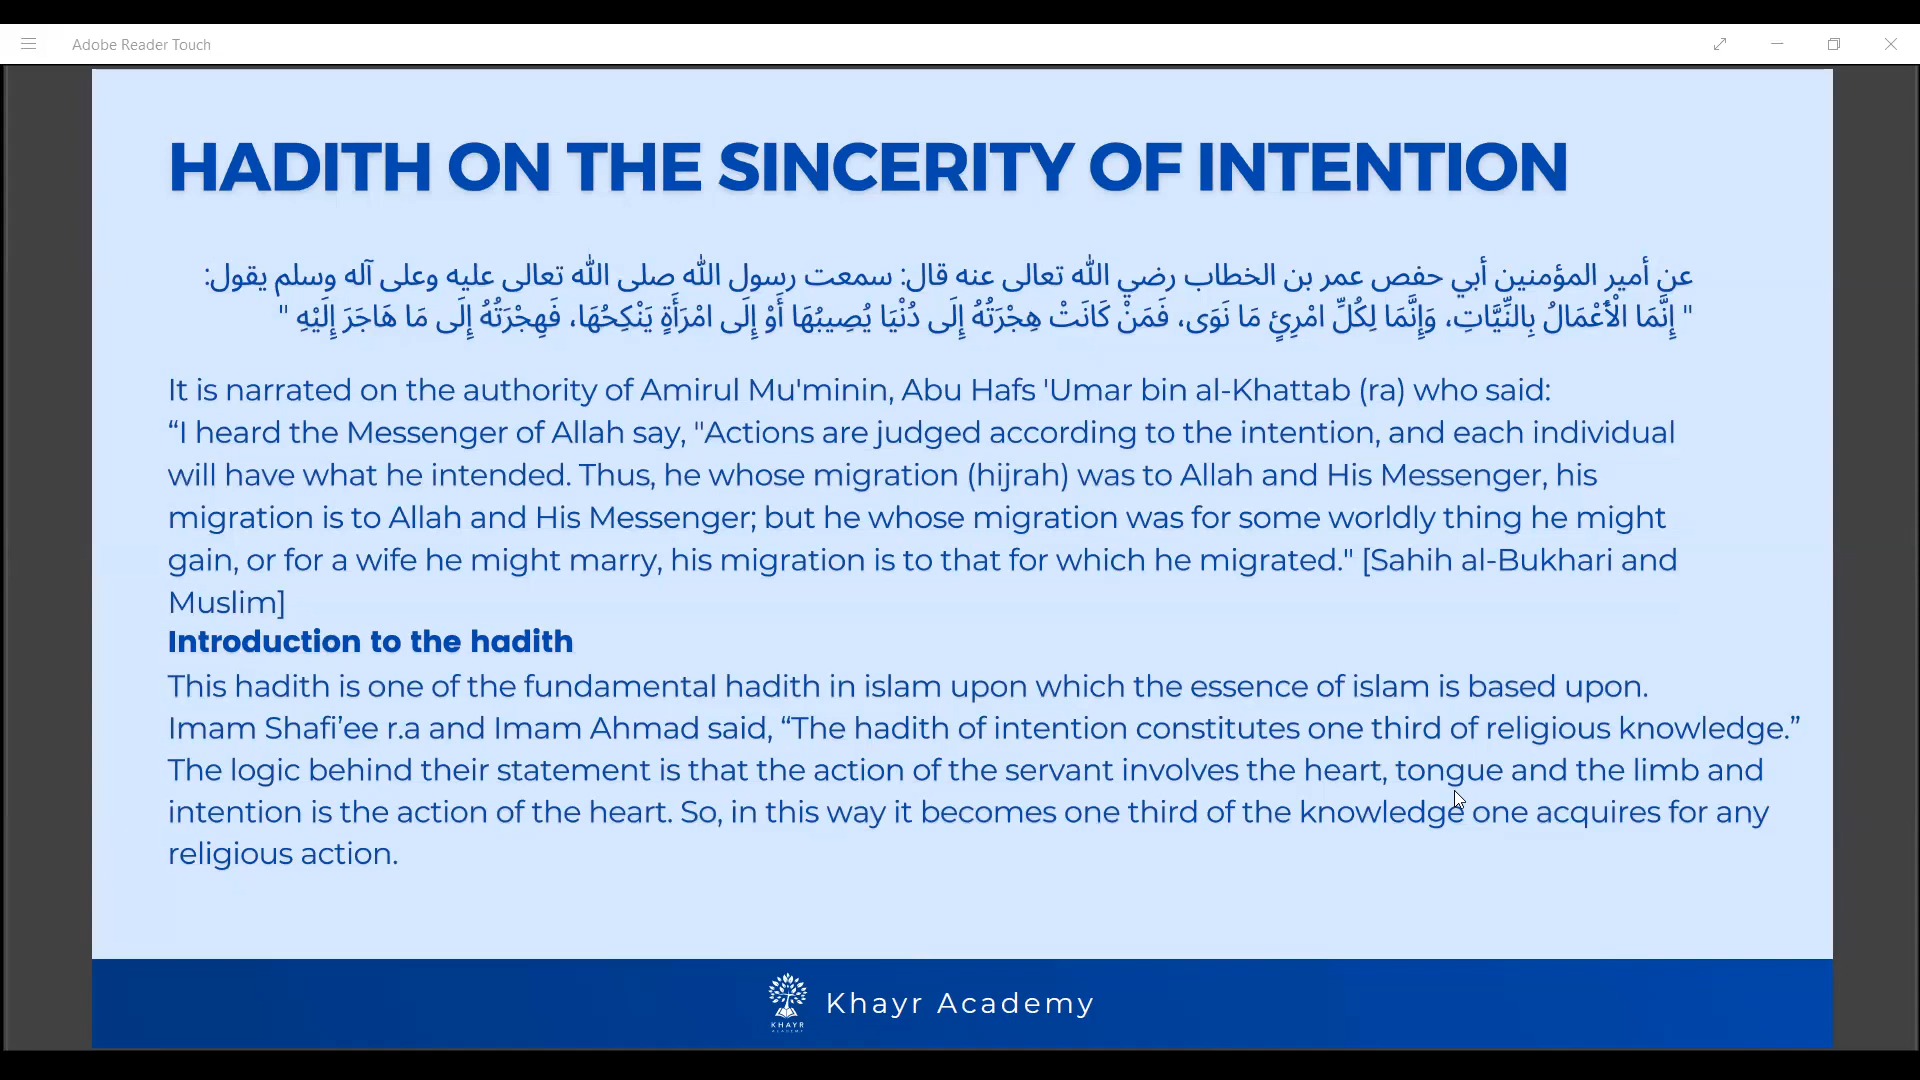 Adobe Reader Touch
HADITH ON THE SINCERITY OF INTENTION
عن أمير المؤمنين أبي حفص عمر بن الخطاب رضي الله تعالى عنه قال: سمعت رسول الله صلى الله تعالى عليه وعلى آله وسلم يقول:
" إِنَّمَا الْأَعْمَالُ بِالنِّيَّاتِ، وَإِنَّمَا لِكُلِّ امْرِئٍ مَا نَوَى، فَمَنْ كَانَتْ هِجْرَتُهُ إِلَى دُنْيَا يُصِيبُهَا أَوْ إِلَى امْرَأَةٍ يَنْكِحُهَا، فَهِجْرَتُهُ إِلَى مَا هَاجَرَ إِلَيْهِ "
It is narrated on the authority of Amirul Mu'minin, Abu Hafs 'Umar bin al-Khattab (ra) who said:
“I heard the Messenger of Allah say, "Actions are judged according to the intention, and each individual
will have what he intended. Thus, he whose migration (hijrah) was to Allah and His Messenger, his
migration is to Allah and His Messenger; but he whose migration was for some worldly thing he might
gain, or for a wife he might marry, his migration is to that for which he migrated." [Sahih al-Bukhari and
Muslim]
Introduction to the hadith
This hadith is one of the fundamental hadith in islam upon which the essence of islam is based upon.
Imam Shafi’ee r.a and Imam Ahmad said, “The hadith of intention constitutes one third of religious knowledge.”
The logic behind their statement is that the action of the servant involves the heart, tongue and the limb and
intention is the action of the heart. So, in this way it becomes one third of the knowledge one acquires for any
religious action.
KHAYR
ACADEMY
Khayr Academy